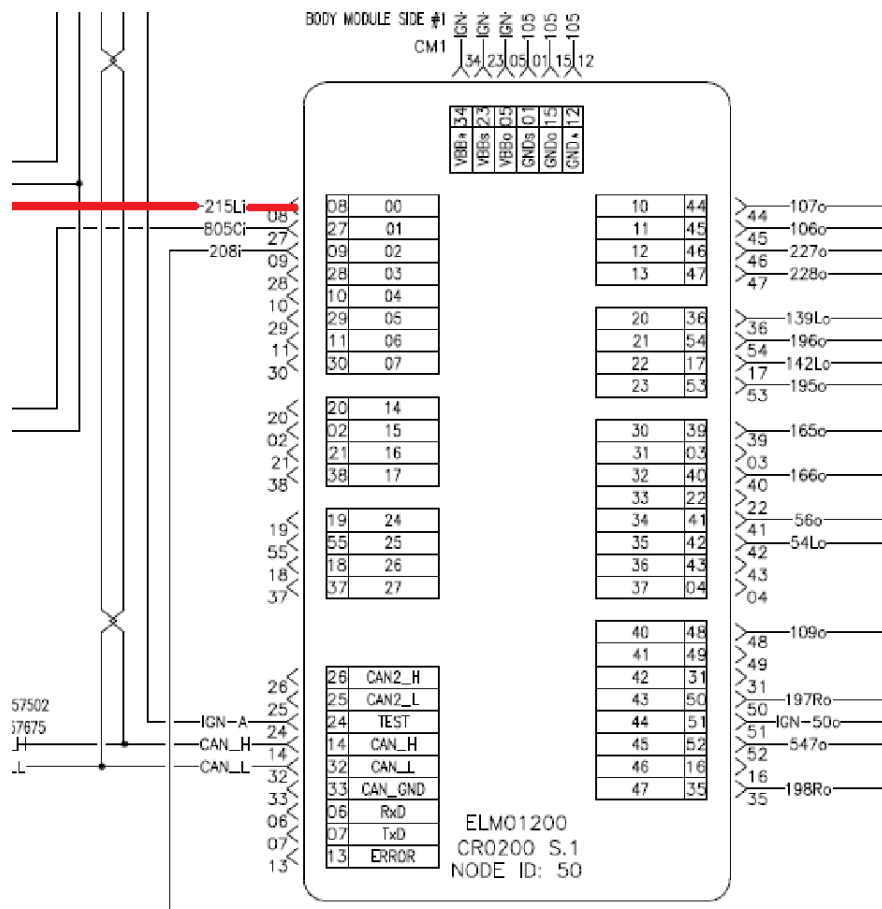 BODY MODULE SIDE #1
CM1
IGN IGN IGN 105 105 105
34 23 05 01 15 12
34 23 05 01 15 12
VBBR VBBS VBBO GNDS GNDO GNDA
215Li 08 08 00 10 44 44 107o
805Ci 27 27 01 11 45 45 106o
208i 09 09 02 12 46 46 227o
28 28 03 13 47 47 228o
10 10 04
29 29 05 20 36 36 139Lo
11 11 06 21 54 54 196o
30 30 07 22 17 17 142Lo
23 53 53 195o
20 20 14
02 02 15 30 39 39 165o
21 21 16 31 03 03
38 38 17 32 40 40 166o
33 22 22
19 19 24 34 41 41 56o
55 55 25 35 42 42 54Lo
18 18 26 36 43 43
37 37 27 37 04 04
40 48 48 109o
41 49 49
26 26 CAN2_H 42 31 31
57502 25 25 CAN2_L 43 50 50 197Ro
57675 IGN-A 24 24 TEST 44 51 51 IGN-50o
_H CAN_H 14 14 CAN_H 45 52 52 547o
_L CAN_L 32 32 CAN_L 46 16 16
33 33 CAN_GND 47 35 35 198Ro
06 06 RxD
07 07 TxD
13 13 ERROR
ELM01200
CR0200 S.1
NODE ID: 50